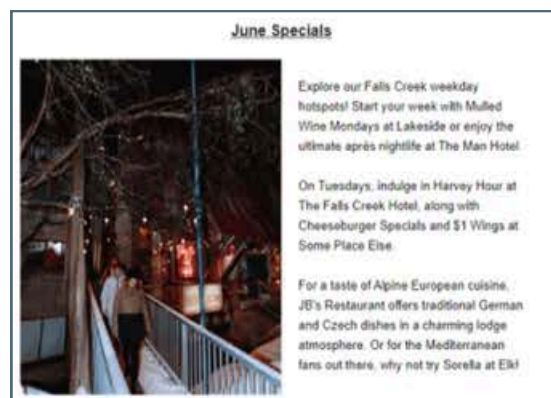 June Specials
Explore our Falls Creek weekday
hotspots! Start your week with Mulled
Wine Mondays at Lakeside or enjoy the
ultimate après nightlife at The Man Hotel.
On Tuesdays, indulge in Harvey Hour at
The Falls Creek Hotel, along with
Cheeseburger Specials and $1 Wings at
Some Place Else.
For a taste of Alpine European cuisine,
JB's Restaurant offers traditional German
and Czech dishes in a charming lodge
atmosphere. Or for the Mediterranean
fans out there, why not try Sorella at Elk!